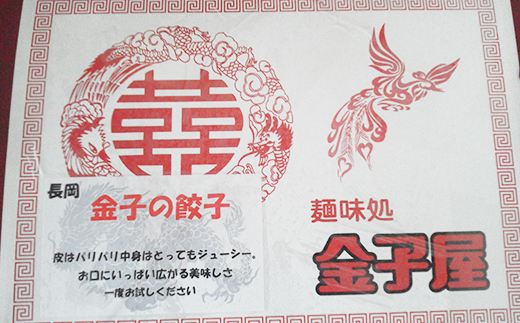 囍
長岡
金子の餃子
皮はパリパリ中身はとってもジューシー。
お口にいっぱい広がる美味しさ
一度お試しください
麺味処
金子屋